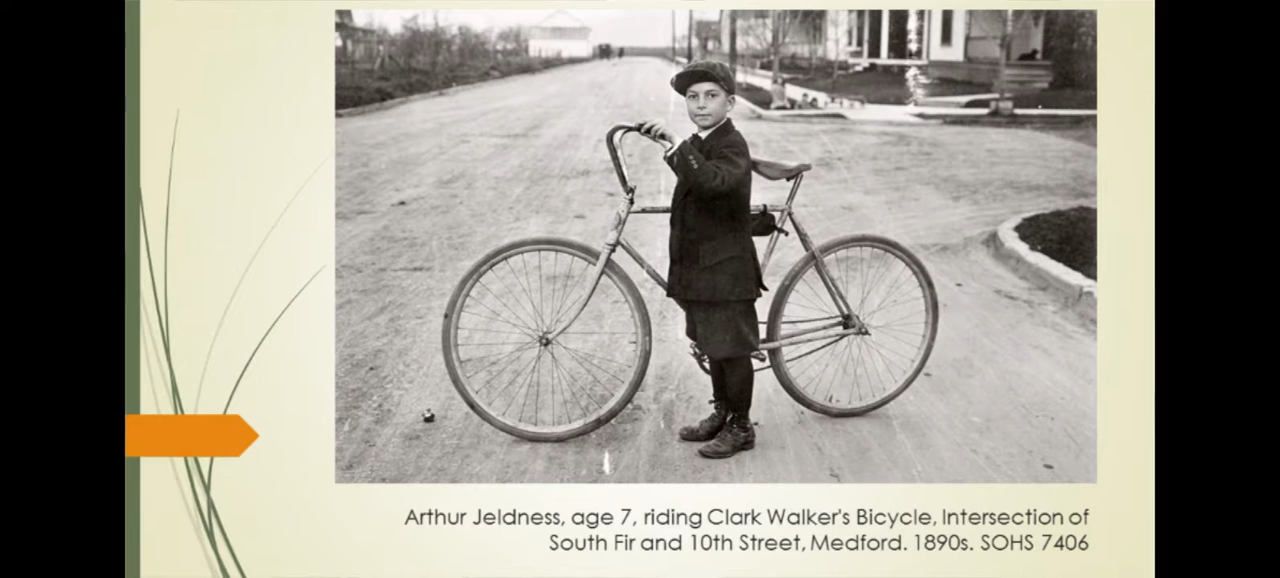 Arthur Jeldness, age 7, riding Clark Walker's Bicycle, Intersection of
South Fir and 10th Street, Medford. 1890s. SOHS 7406